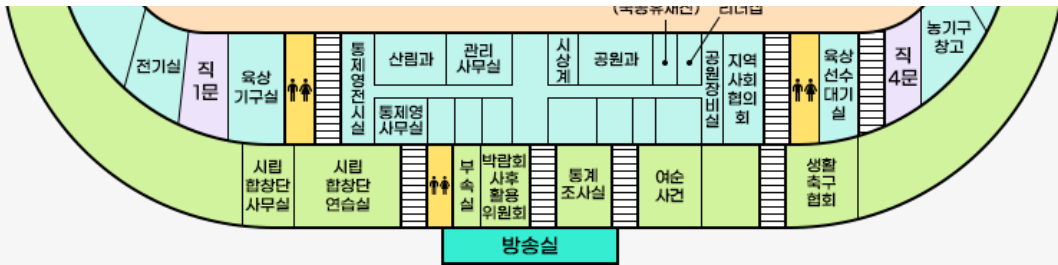 전기실
직
1문
육상
기구실
통
제
영
전
시
실
산림과
관리
사무실
통제영
사무실
시
상
계
공원과
공
원
장
비
실
지역
사회
협의
회
육상
선수
대기
실
직
4문
농기구
창고
시립
합창단
사무실
시립
합창단
연습실
부
속
실
박람회
사후
활용
위원회
통계
조사실
여순
사건
생활
축구
협회
방송실